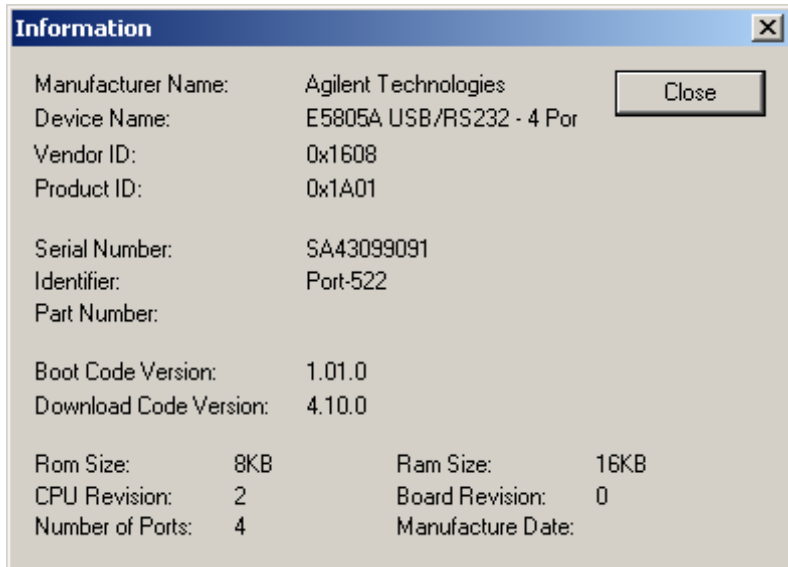 Information
Manufacturer Name: Agilent Technologies Close
Device Name: E5805A USB/RS232 - 4 Por
Vendor ID: 0x1608
Product ID: 0x1A01
Serial Number: SA43099091
Identifier: Port-522
Part Number:
Boot Code Version: 1.01.0
Download Code Version: 4.10.0
Rom Size: 8KB Ram Size: 16KB
CPU Revision: 2 Board Revision: 0
Number of Ports: 4 Manufacture Date: